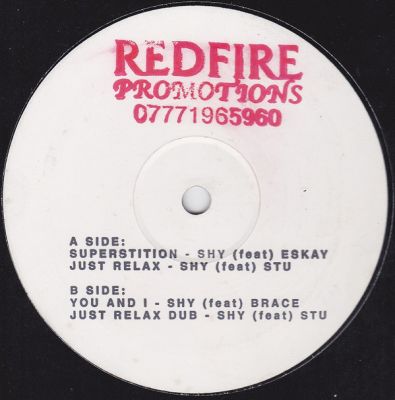 REDFIRE
PROMOTIONS
07771965960
A SIDE:
SUPERSTITION - SHY (feat) ESKAY
JUST RELAX - SHY (feat) STU
B SIDE:
YOU AND I - SHY (feat) BRACE
JUST RELAX DUB - SHY (feat) STU